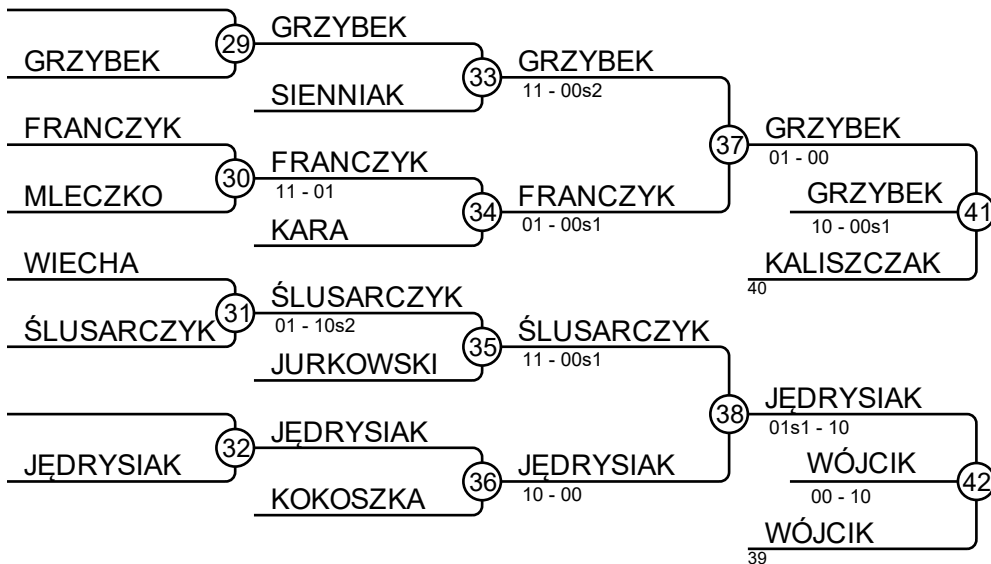 29 GRZYBEK
GRZYBEK
33 GRZYBEK
11 - 00s2
SIENNIAK
FRANCZYK
37 GRZYBEK
01 - 00
30 FRANCZYK
11 - 01
MLECZKO
34 FRANCZYK
01 - 00s1
GRZYBEK 41
10 - 00s1
KARA
WIECHA
KALISZCZAK
40
31 ŚLUSARCZYK
01 - 10s2
ŚLUSARCZYK
35 ŚLUSARCZYK
11 - 00s1
JURKOWSKI
38 JĘDRYSIAK
01s1 - 10
32 JĘDRYSIAK
JĘDRYSIAK
36 JĘDRYSIAK
10 - 00
WÓJCIK 42
00 - 10
KOKOSZKA
WÓJCIK
39